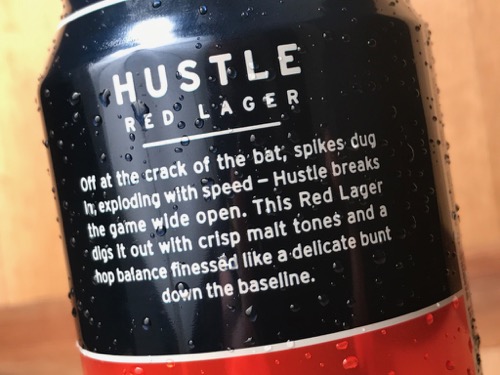 HUSTLE
RED LAGER
Off at the crack of the bat, spikes dug
in, exploding with speed – Hustle breaks
the game wide open. This Red Lager
digs it out with crisp malt tones and a
hop balance finessed like a delicate bunt
down the baseline.